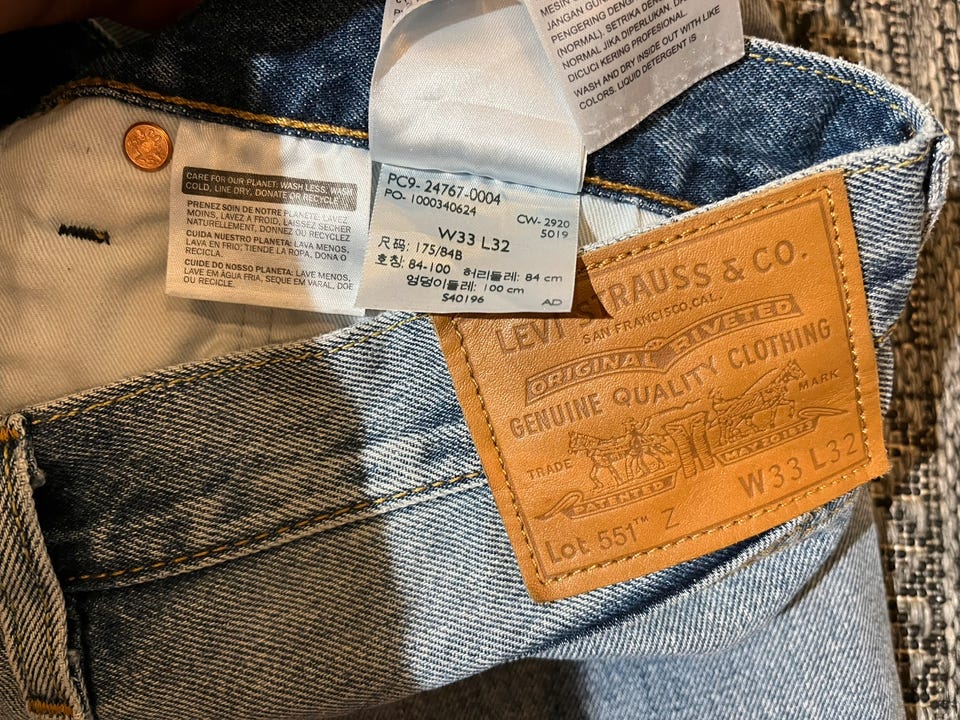 MESIN
JANGAN GUN
PENGERING DENG
(NORMAL). SETRIKA DEN
NORMAL JIKA DIPERLUKAN. DA
DICUCI KERING PROFESIONAL.
WASH AND DRY INSIDE OUT WITH LIKE
COLORS, LIQUID DETERGENT IS
CARE FOR OUR PLANET: WASH LESS, WASH
COLD, LINE DRY, DONATE OR RECYCLE
PRENEZ SOIN DE NOTRE PLANÈTE: LAVEZ
MOINS, LAVEZ A FROID, LAISSEZ SECHER
NATURELLEMENT, DONNEZ OU RECYCLEZ
CUIDA NUESTRO PLANETA: LAVA MENOS,
LAVA EN FRIO; TIENDE LA ROPA, DONA O
RECICLA.
CUIDE DO NOSSO PLANETA: LAVE MENOS,
LAVE EM ÁGUA FRIA, SEQUE EM VARAL, DOE
OU RECICLE.
PC9- 24767-0004
PO- 1000340624
CW- 2920
5019
W33 L32
尺码: 175/84B
호칭: 84-100 허리둘레: 84 cm
엉덩이둘레: 100 cm
S40196
AD
LEVI STRAUSS & CO.
SAN FRANCISCO.CAL.
ORIGINAL RIVETED
GENUINE QUALITY CLOTHING
TRADE MARK
PATENTED MAY 20 1873
Lot 551™ Z W33 L32